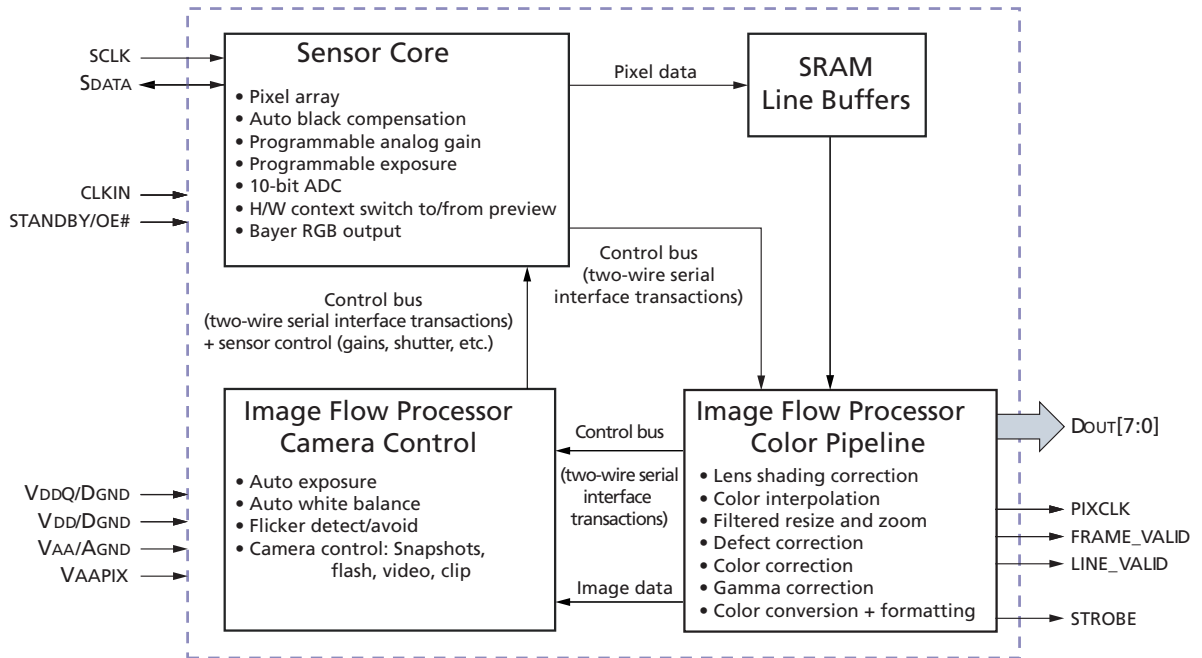 SCLK
SDATA
CLKIN
STANDBY/OE#
VDDQ/DGND
VDD/DGND
VAA/AGND
VAAPIX
Sensor Core
• Pixel array
• Auto black compensation
• Programmable analog gain
• Programmable exposure
• 10-bit ADC
• H/W context switch to/from preview
• Bayer RGB output
Pixel data
SRAM
Line Buffers
Control bus
(two-wire serial
interface transactions)
Control bus
(two-wire serial interface transactions)
+ sensor control (gains, shutter, etc.)
Image Flow Processor
Camera Control
• Auto exposure
• Auto white balance
• Flicker detect/avoid
• Camera control: Snapshots,
flash, video, clip
Control bus
(two-wire serial
interface
transactions)
Image data
Image Flow Processor
Color Pipeline
• Lens shading correction
• Color interpolation
• Filtered resize and zoom
• Defect correction
• Color correction
• Gamma correction
• Color conversion + formatting
DOUT[7:0]
PIXCLK
FRAME_VALID
LINE_VALID
STROBE